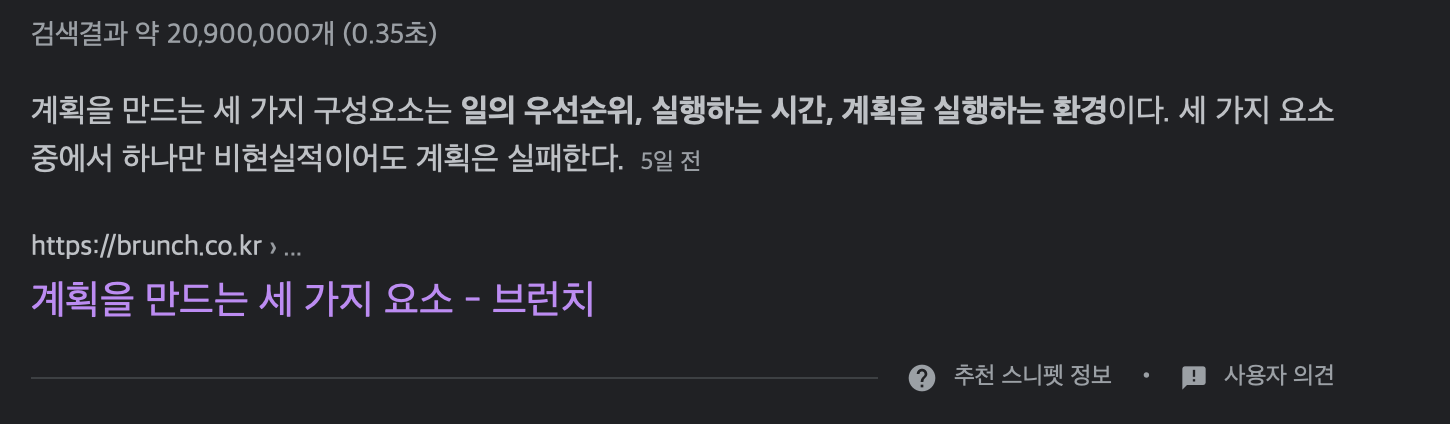 검색결과 약 20,900,000개 (0.35초)
계획을 만드는 세 가지 구성요소는 일의 우선순위, 실행하는 시간, 계획을 실행하는 환경이다. 세 가지 요소
중에서 하나만 비현실적이어도 계획은 실패한다. 5일 전
https://brunch.co.kr › ...
계획을 만드는 세 가지 요소 - 브런치
추천 스니펫 정보 • 사용자 의견